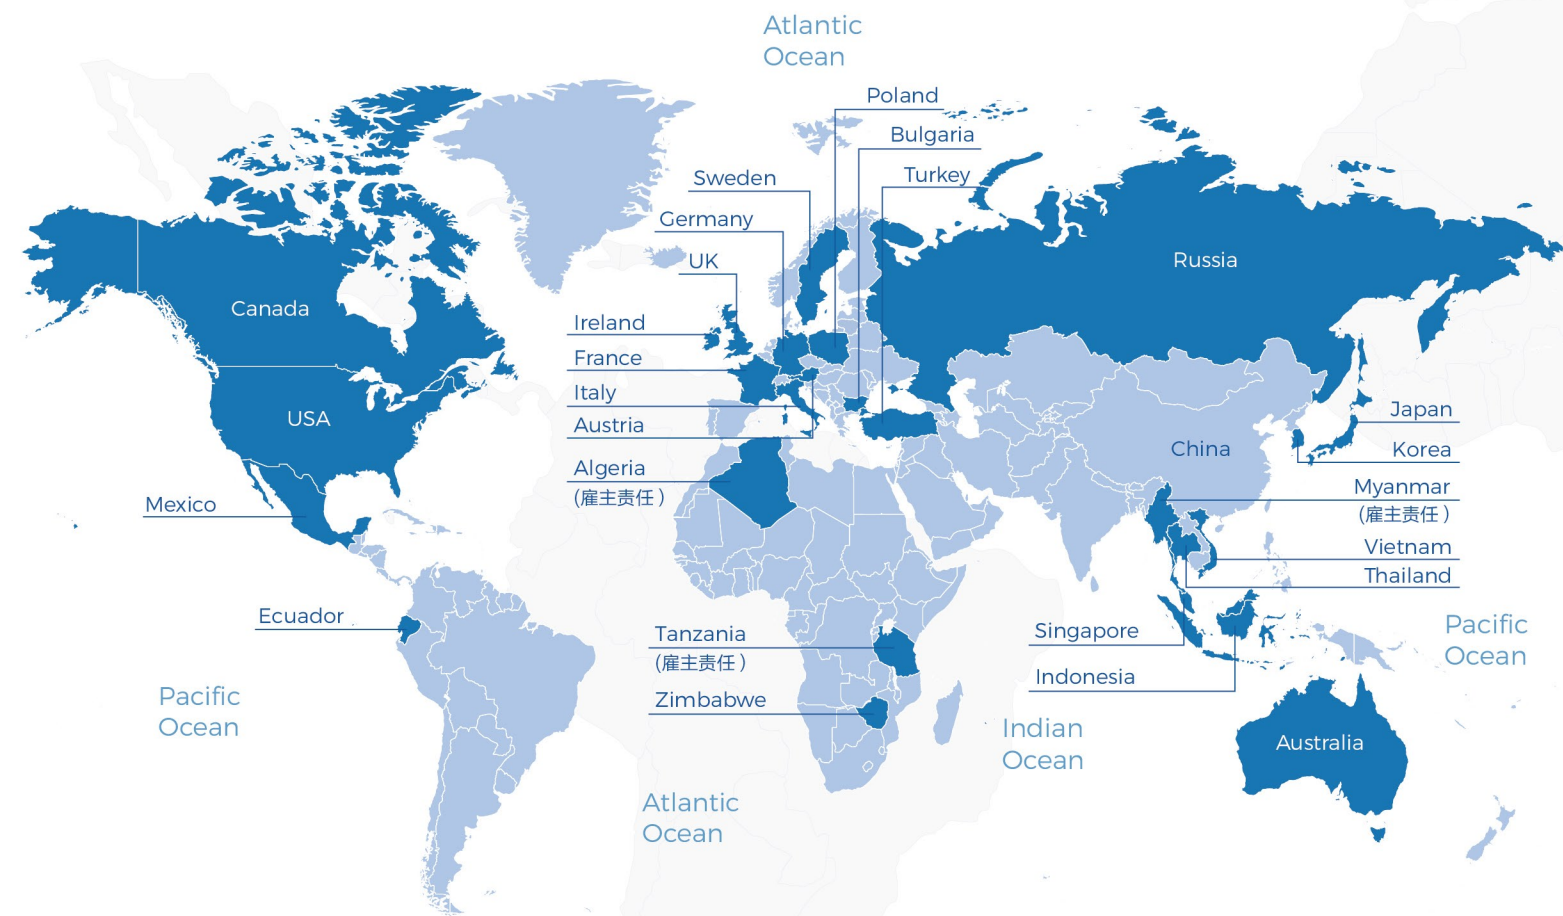 Atlantic
Ocean
Poland
Bulgaria
Turkey
Sweden
Germany
UK
Russia
Canada
Ireland
France
Italy
Austria
USA
Japan
Korea
China
Algeria
(雇主责任 )
Myanmar
(雇主责任 )
Mexico
Vietnam
Thailand
Ecuador
Tanzania
(雇主责任 )
Singapore
Pacific
Ocean
Indonesia
Zimbabwe
Pacific
Ocean
Indian
Ocean
Australia
Atlantic
Ocean